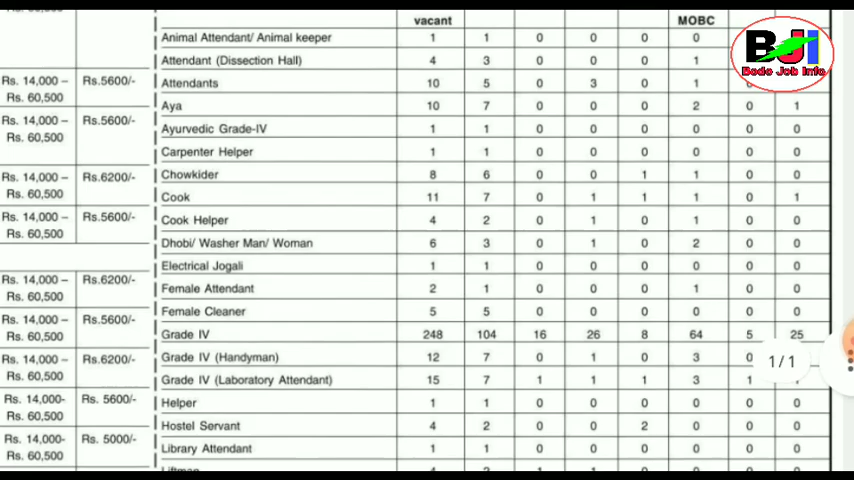 Rs. 60,500
vacant MOBC
Animal Attendant/ Animal keeper 1 1 0 0 0 0
Attendant (Dissection Hall) 4 3 0 0 0 1
Rs. 14,000 – Rs.5600/- Attendants 10 5 0 3 0 1
Rs. 60,500
Aya 10 7 0 0 0 2 0 1
Rs. 14,000 – Rs.5600/- Ayurvedic Grade-IV 1 1 0 0 0 0 0 0
Rs. 60,500
Carpenter Helper 1 1 0 0 0 0 0 0
Rs. 14,000 – Rs.6200/- Chowkider 8 6 0 0 1 1 0 0
Rs. 60,500 Cook 11 7 0 1 1 1 0 1
Rs. 14,000 – Rs.5600/- Cook Helper 4 2 0 1 0 1 0 0
Rs. 60,500
Dhobi/ Washer Man/ Woman 6 3 0 1 0 2 0 0
Electrical Jogali 1 1 0 0 0 0 0 0
Rs. 14,000 – Rs.6200/- Female Attendant 2 1 0 0 0 1 0 0
Rs. 60,500
Rs. 14,000 – Rs.5600/- Female Cleaner 5 5 0 0 0 0 0 0
Rs. 60,500 Grade IV 248 104 16 26 8 64 5 25
Rs. 14,000 – Rs.6200/- Grade IV (Handyman) 12 7 0 1 0 3 0
Rs. 60,500 Grade IV (Laboratory Attendant) 15 7 1 1 1 3 1
Rs. 14,000- Rs. 5600/- Helper 1 1 0 0 0 0 0 0
Rs. 60,500
Hostel Servant 4 2 0 0 2 0 0 0
Rs. 14,000- Rs. 5000/- Library Attendant 1 1 0 0 0 0 0 0
Rs. 60,500
BJI
Bodo Job Info
1/1